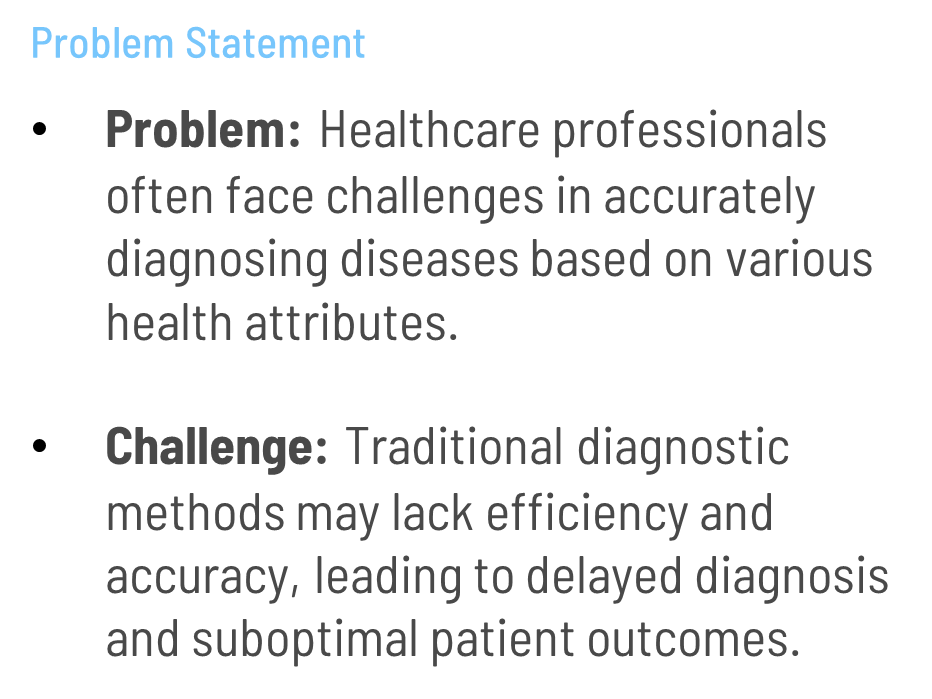 Problem Statement
• Problem: Healthcare professionals
often face challenges in accurately
diagnosing diseases based on various
health attributes.
• Challenge: Traditional diagnostic
methods may lack efficiency and
accuracy, leading to delayed diagnosis
and suboptimal patient outcomes.